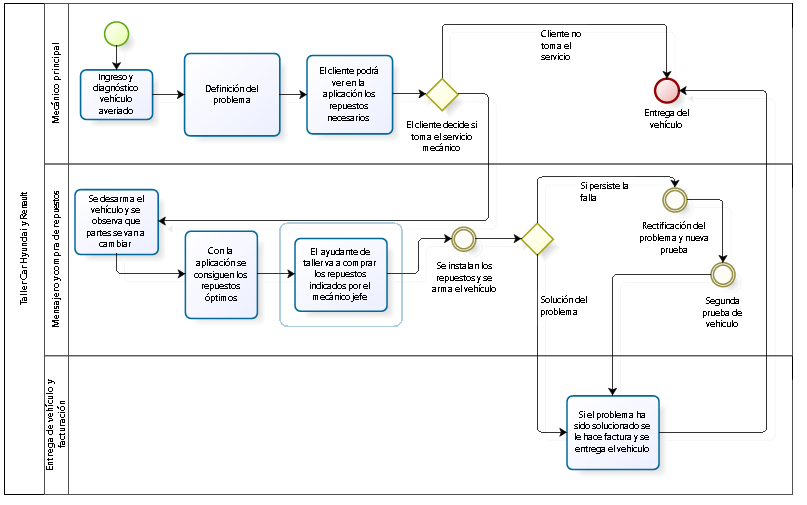 Taller Car Hyundai y Renault
Mecánico principal
Ingreso y
diagnóstico
vehículo
averiado
Definición del
problema
El cliente podrá
ver en la
aplicación los
repuestos
necesarios
El cliente decide si
toma el servicio
mecánico
Cliente no
toma el
servicio
Entrega del
vehículo
Mensajero y compra de repuestos
Se desarma el
vehículo y se
observa que
partes se van a
cambiar
Con la
aplicación se
consiguen los
repuestos
óptimos
El ayudante de
taller va a comprar
los repuestos
indicados por el
mecánico jefe
Se instalan los
repuestos y se
arma el vehículo
Si persiste la
falla
Rectificación del
problema y nueva
prueba
Solución del
problema
Segunda
prueba de
vehículo
Entrega de vehículo y
facturación
Si el problema ha
sido solucionado se
le hace factura y se
entrega el vehículo